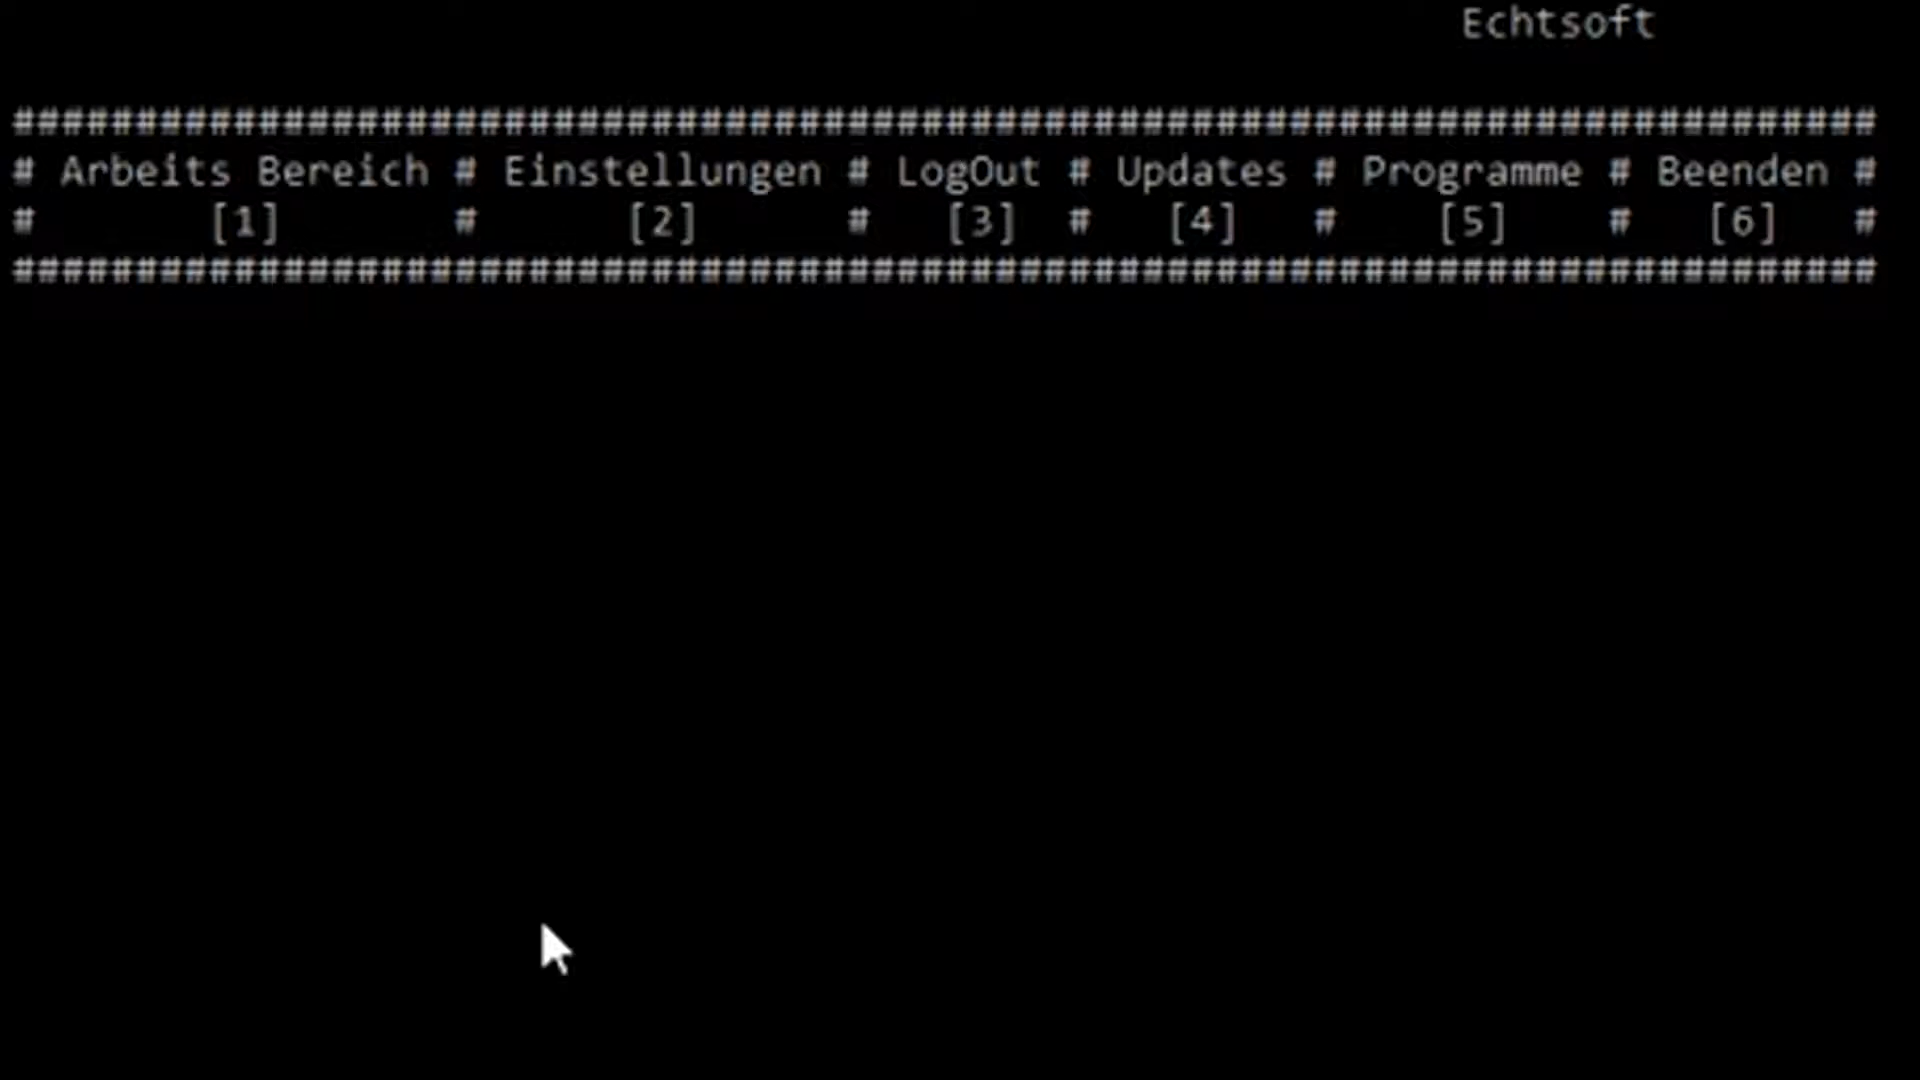 Echtsoft
############################################################################
# Arbeits Bereich # Einstellungen # LogOut # Updates # Programme # Beenden #
# [1] # [2] # [3] # [4] # [5] # [6] #
############################################################################